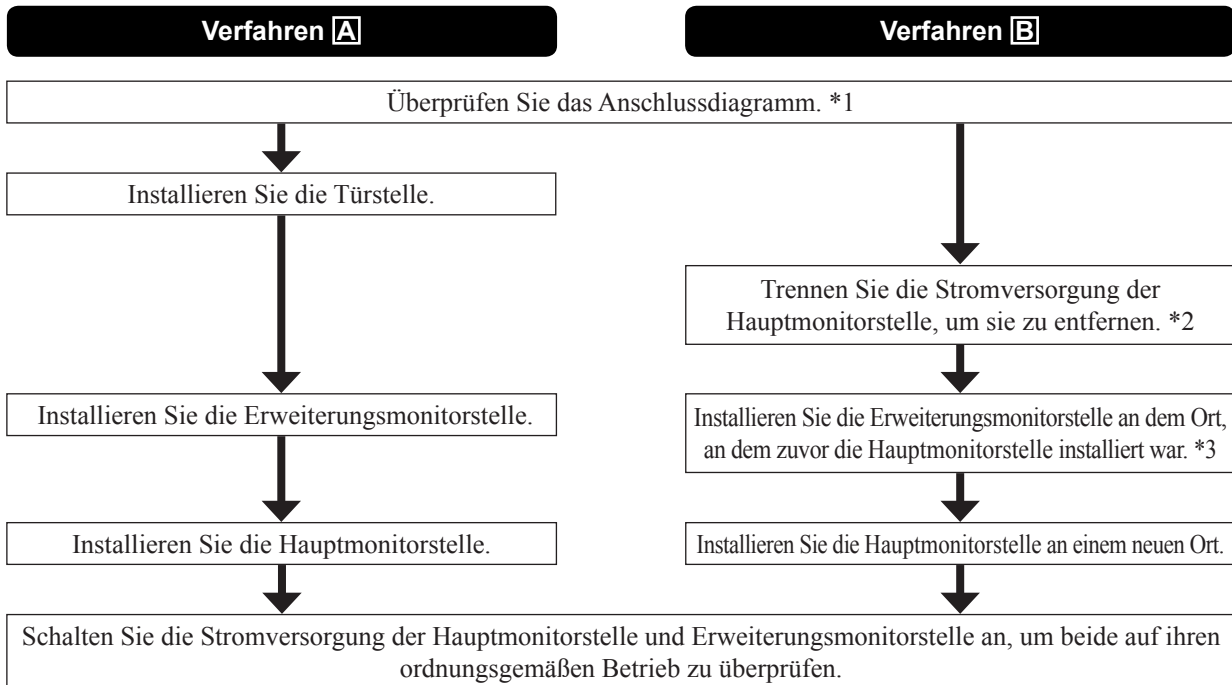 Verfahren A
Verfahren B
Überprüfen Sie das Anschlussdiagramm. *1
Installieren Sie die Türstelle.
Trennen Sie die Stromversorgung der
Hauptmonitorstelle, um sie zu entfernen. *2
Installieren Sie die Erweiterungsmonitorstelle.
Installieren Sie die Erweiterungsmonitorstelle an dem Ort,
an dem zuvor die Hauptmonitorstelle installiert war. *3
Installieren Sie die Hauptmonitorstelle.
Installieren Sie die Hauptmonitorstelle an einem neuen Ort.
Schalten Sie die Stromversorgung der Hauptmonitorstelle und Erweiterungsmonitorstelle an, um beide auf ihren
ordnungsgemäßen Betrieb zu überprüfen.